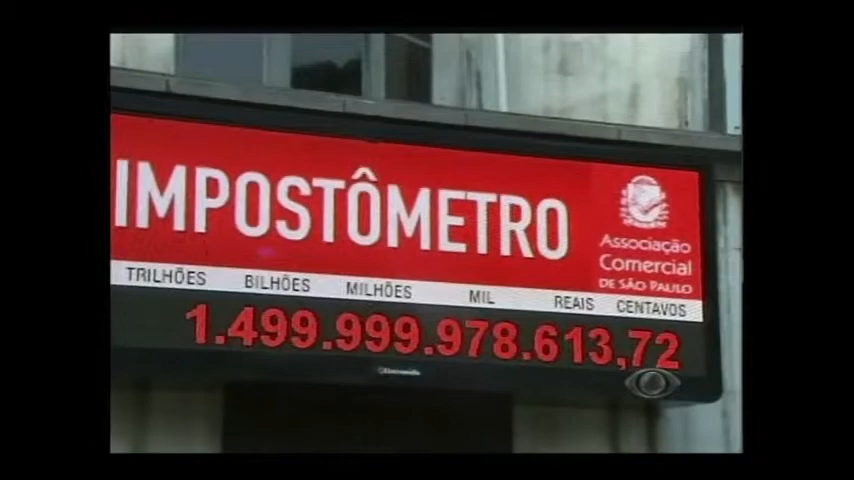 IMPOSTÔMETRO
Associação
Comercial
DE SÃO PAULO
TRILHÕES BILHÕES MILHÕES MIL REAIS CENTAVOS
1.499.999.978.613,72